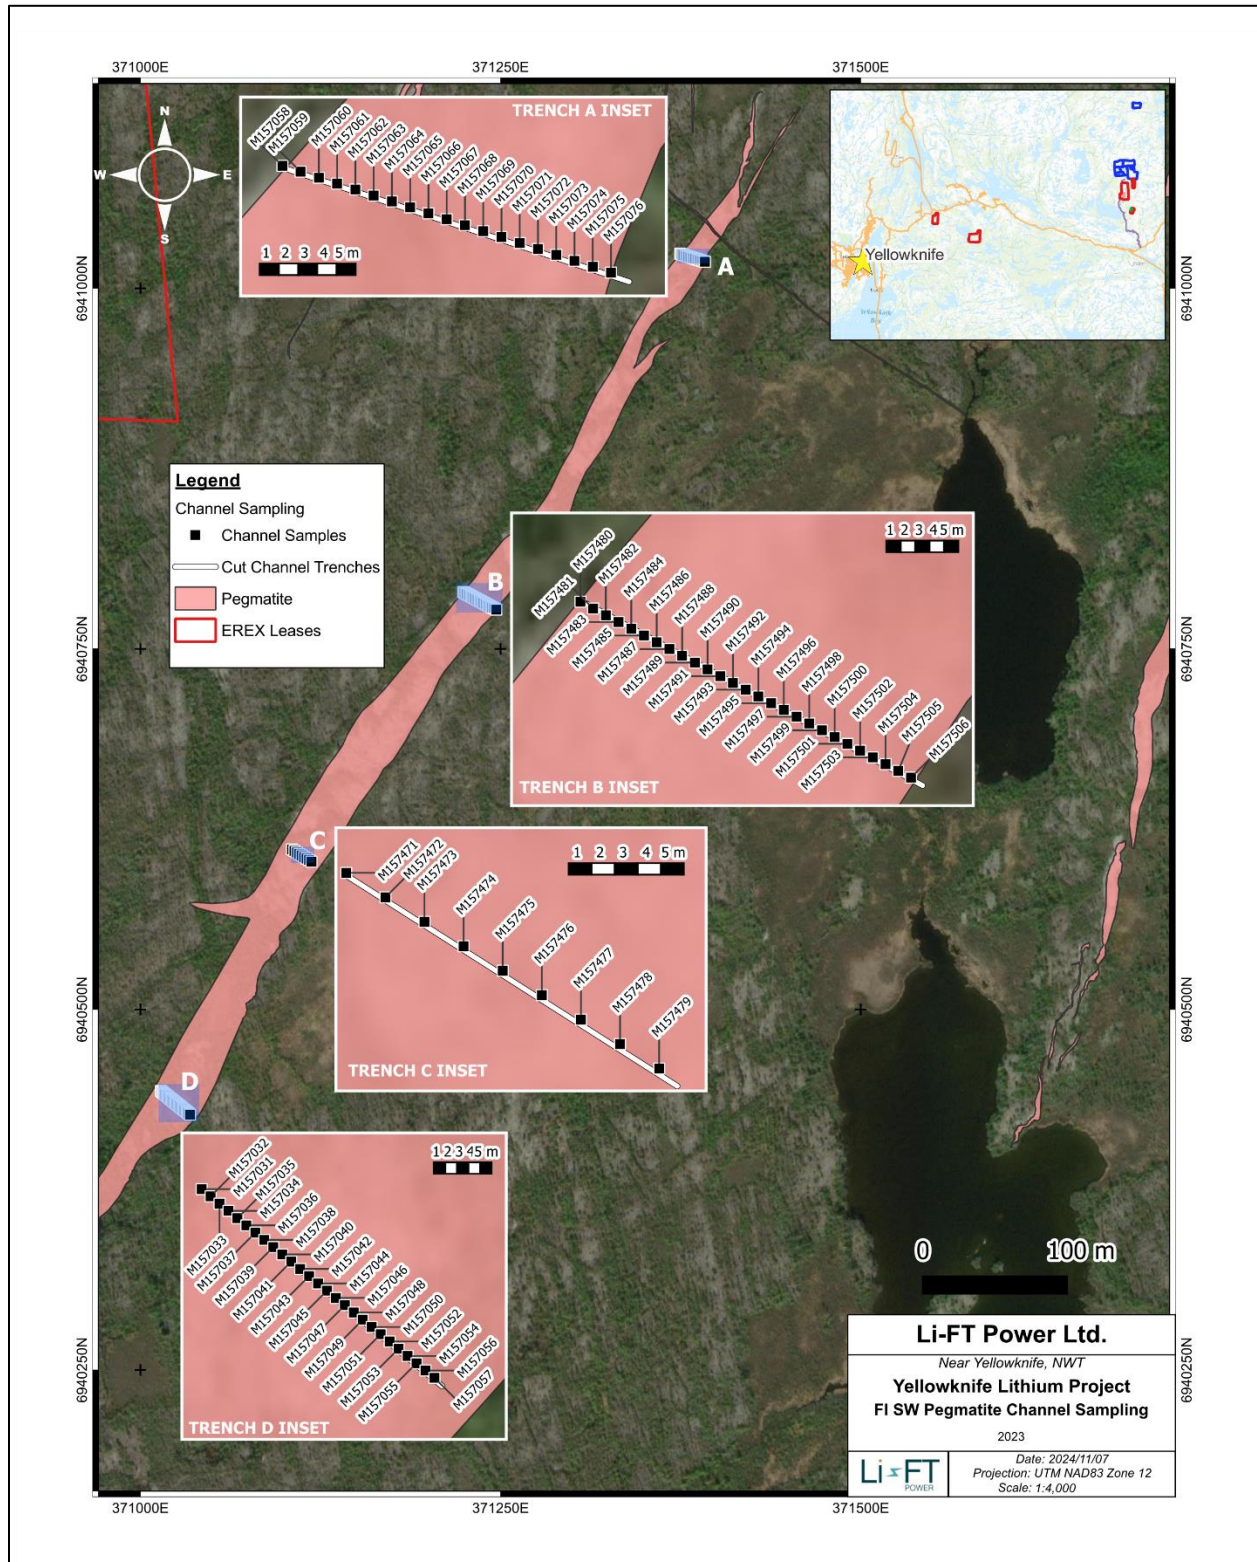 371000E
371250E
371500E
N
W
E
S
TRENCH A INSET
M157058
M157059
M157060
M157061
M157062
M157063
M157064
M157065
M157066
M157067
M157068
M157069
M157070
M157071
M157072
M157073
M157074
M157075
M157076
1 2 3 4 5 m
A
Yellowknife
6941000N
6941000N
Legend
Channel Sampling
Channel Samples
Cut Channel Trenches
Pegmatite
EREX Leases
B
1 2 3 4 5 m
M157480
M157481
M157482
M157483
M157484
M157485
M157486
M157487
M157488
M157489
M157490
M157491
M157492
M157493
M157494
M157495
M157496
M157497
M157498
M157499
M157500
M157501
M157502
M157503
M157504
M157505
M157506
TRENCH B INSET
6940750N
6940750N
C
1 2 3 4 5 m
M157471
M157472
M157473
M157474
M157475
M157476
M157477
M157478
M157479
TRENCH C INSET
6940500N
6940500N
D
1 2 3 4 5 m
M157032
M157031
M157035
M157034
M157036
M157038
M157040
M157042
M157044
M157046
M157048
M157050
M157052
M157054
M157056
M157057
M157033
M157037
M157039
M157041
M157043
M157045
M157047
M157049
M157051
M157053
M157055
TRENCH D INSET
0 100 m
6940250N
6940250N
Li-FT Power Ltd.
Near Yellowknife, NWT
Yellowknife Lithium Project
FI SW Pegmatite Channel Sampling
2023
Li-FT
POWER
Date: 2024/11/07
Projection: UTM NAD83 Zone 12
Scale: 1:4,000
371000E
371250E
371500E